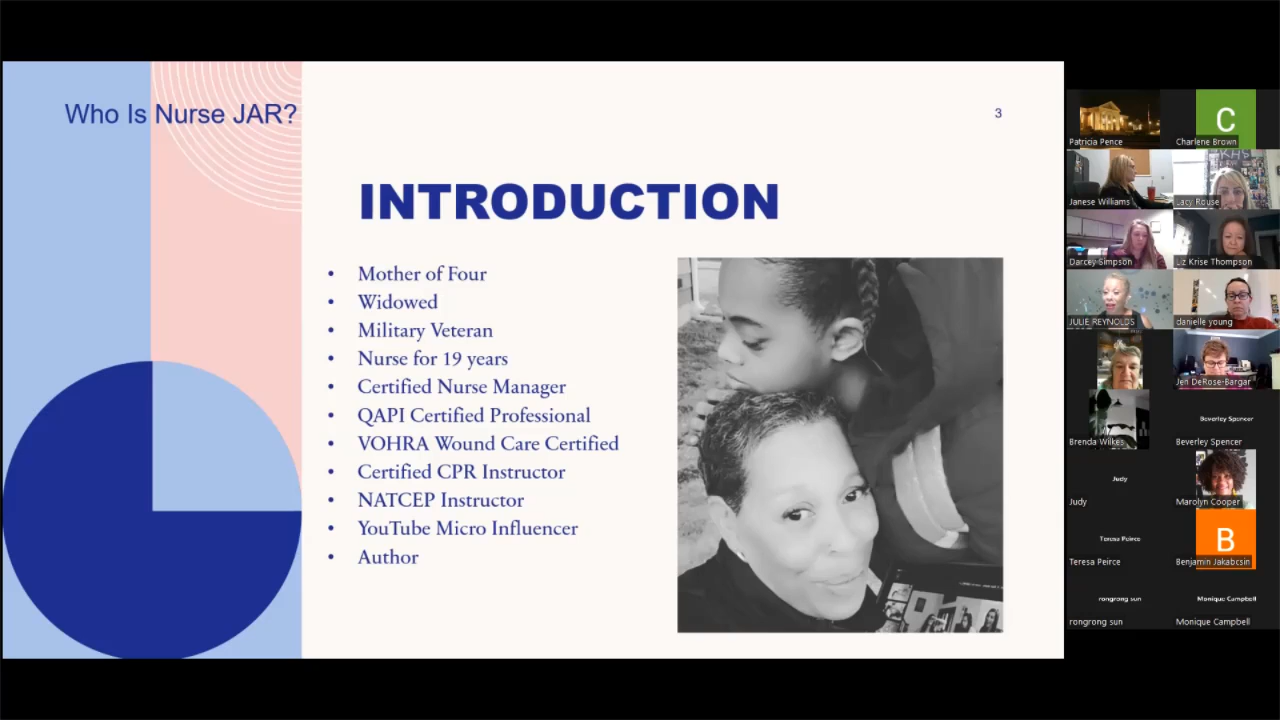 Who Is Nurse JAR?
3
INTRODUCTION
• Mother of Four
• Widowed
• Military Veteran
• Nurse for 19 years
• Certified Nurse Manager
• QAPI Certified Professional
• VOHRA Wound Care Certified
• Certified CPR Instructor
• NATCEP Instructor
• YouTube Micro Influencer
• Author
Patricia Pence
C
Charlene Brown
Janese Williams
KHS
Lacy Rouse
Darcey Simpson
Liz Krise Thompson
JULIE REYNOLDS
danielle young
Jen DeRose-Bargar
Brenda Wilkes
Beverley Spencer
Beverley Spencer
Judy
Judy
Marolyn Cooper
Teresa Peirce
Teresa Peirce
B
Benjamin Jakabcsin
rongrong sun
rongrong sun
Monique Campbell
Monique Campbell